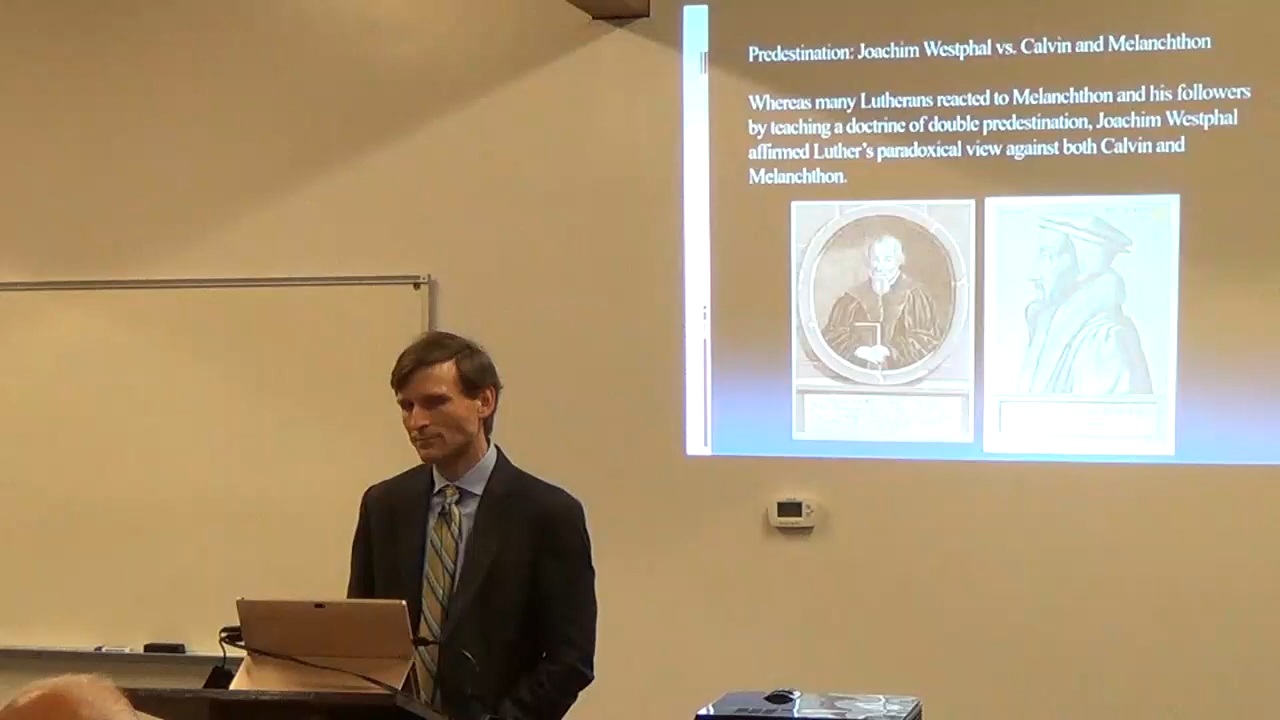 Predestination: Joachim Westphal vs. Calvin and Melanchthon
Whereas many Lutherans reacted to Melanchthon and his followers
by teaching a doctrine of double predestination, Joachim Westphal
affirmed Luther's paradoxical view against both Calvin and
Melanchthon.